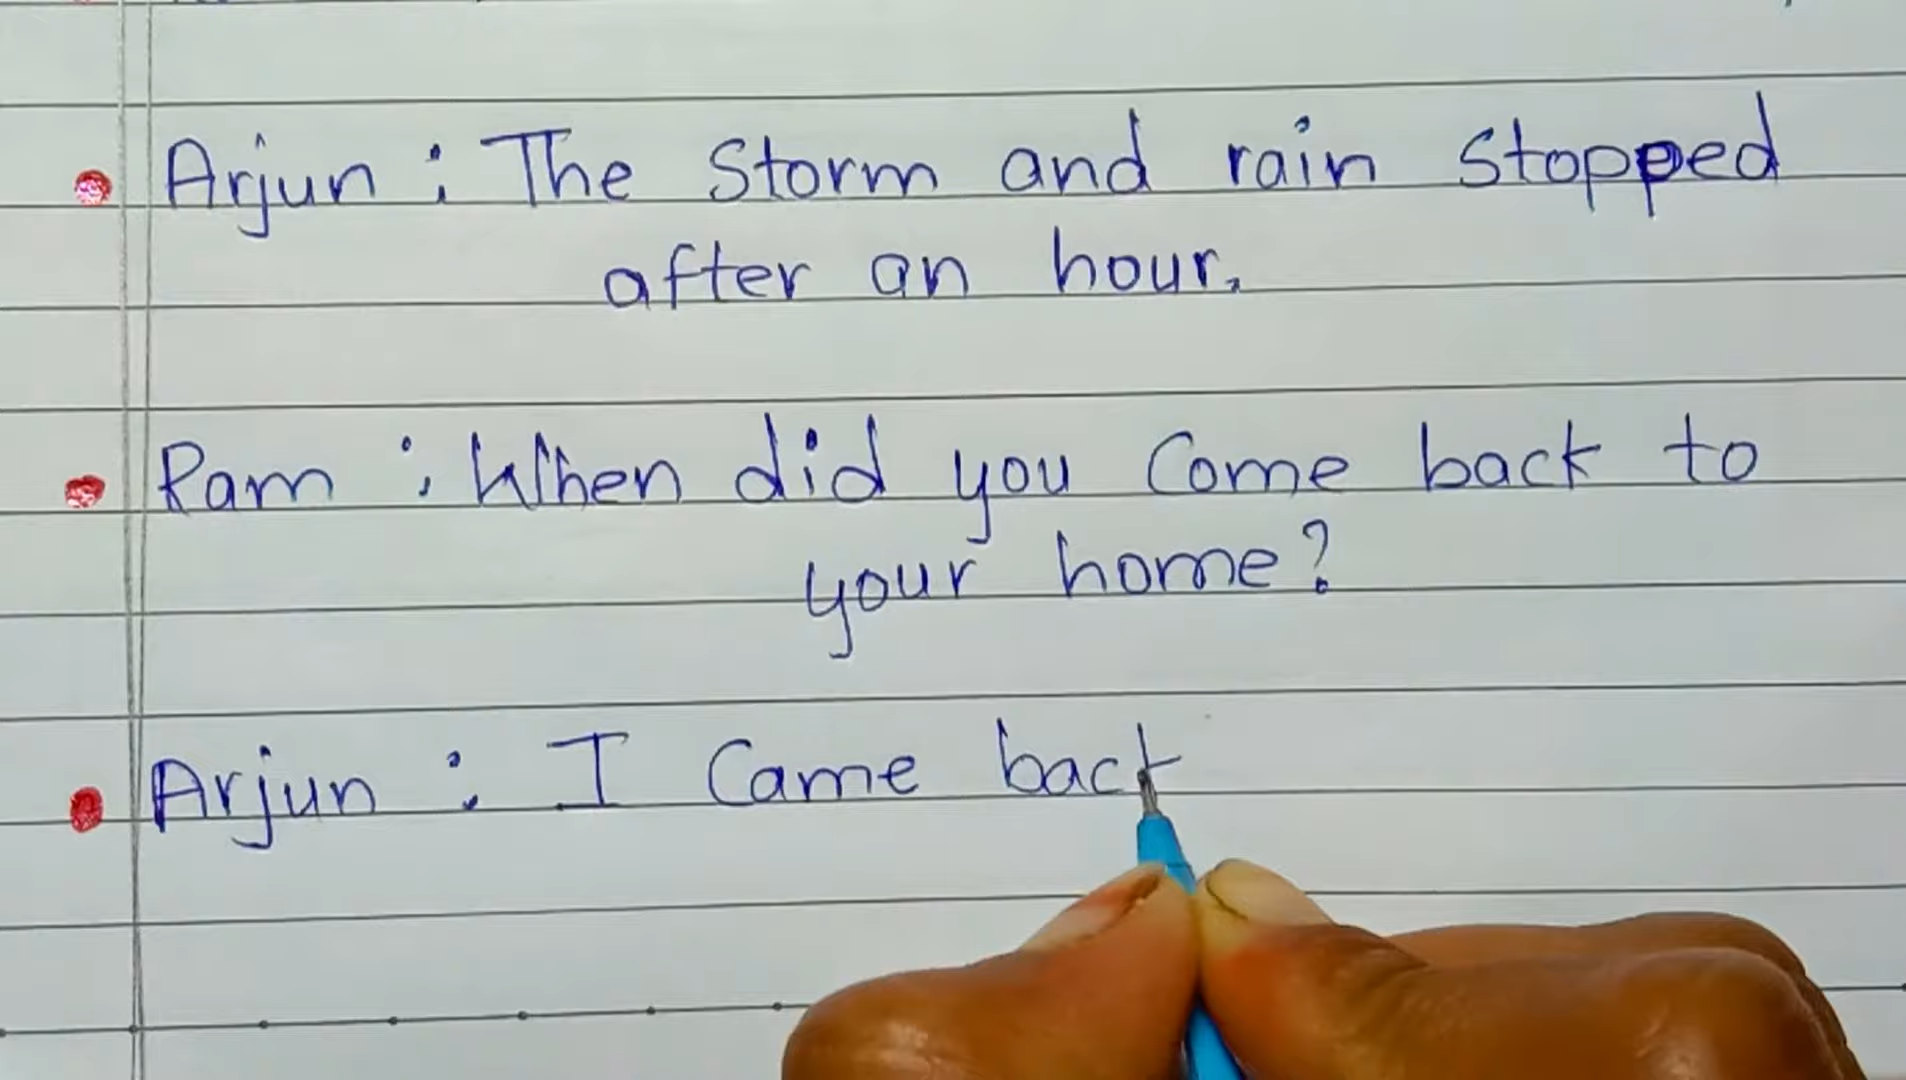 Arjun : The Storm and rain stopped
after an hour.
Ram : When did you Come back to
your home?
Arjun : I Came back